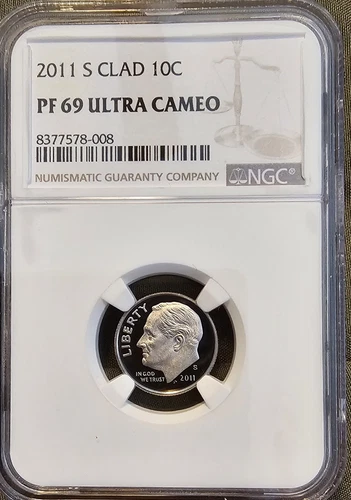 2011 S CLAD 10C
PF 69 ULTRA CAMEO
8377578-008
NUMISMATIC GUARANTY COMPANY
NGC®
LIBERTY
IN GOD
WE TRUST
S
2011